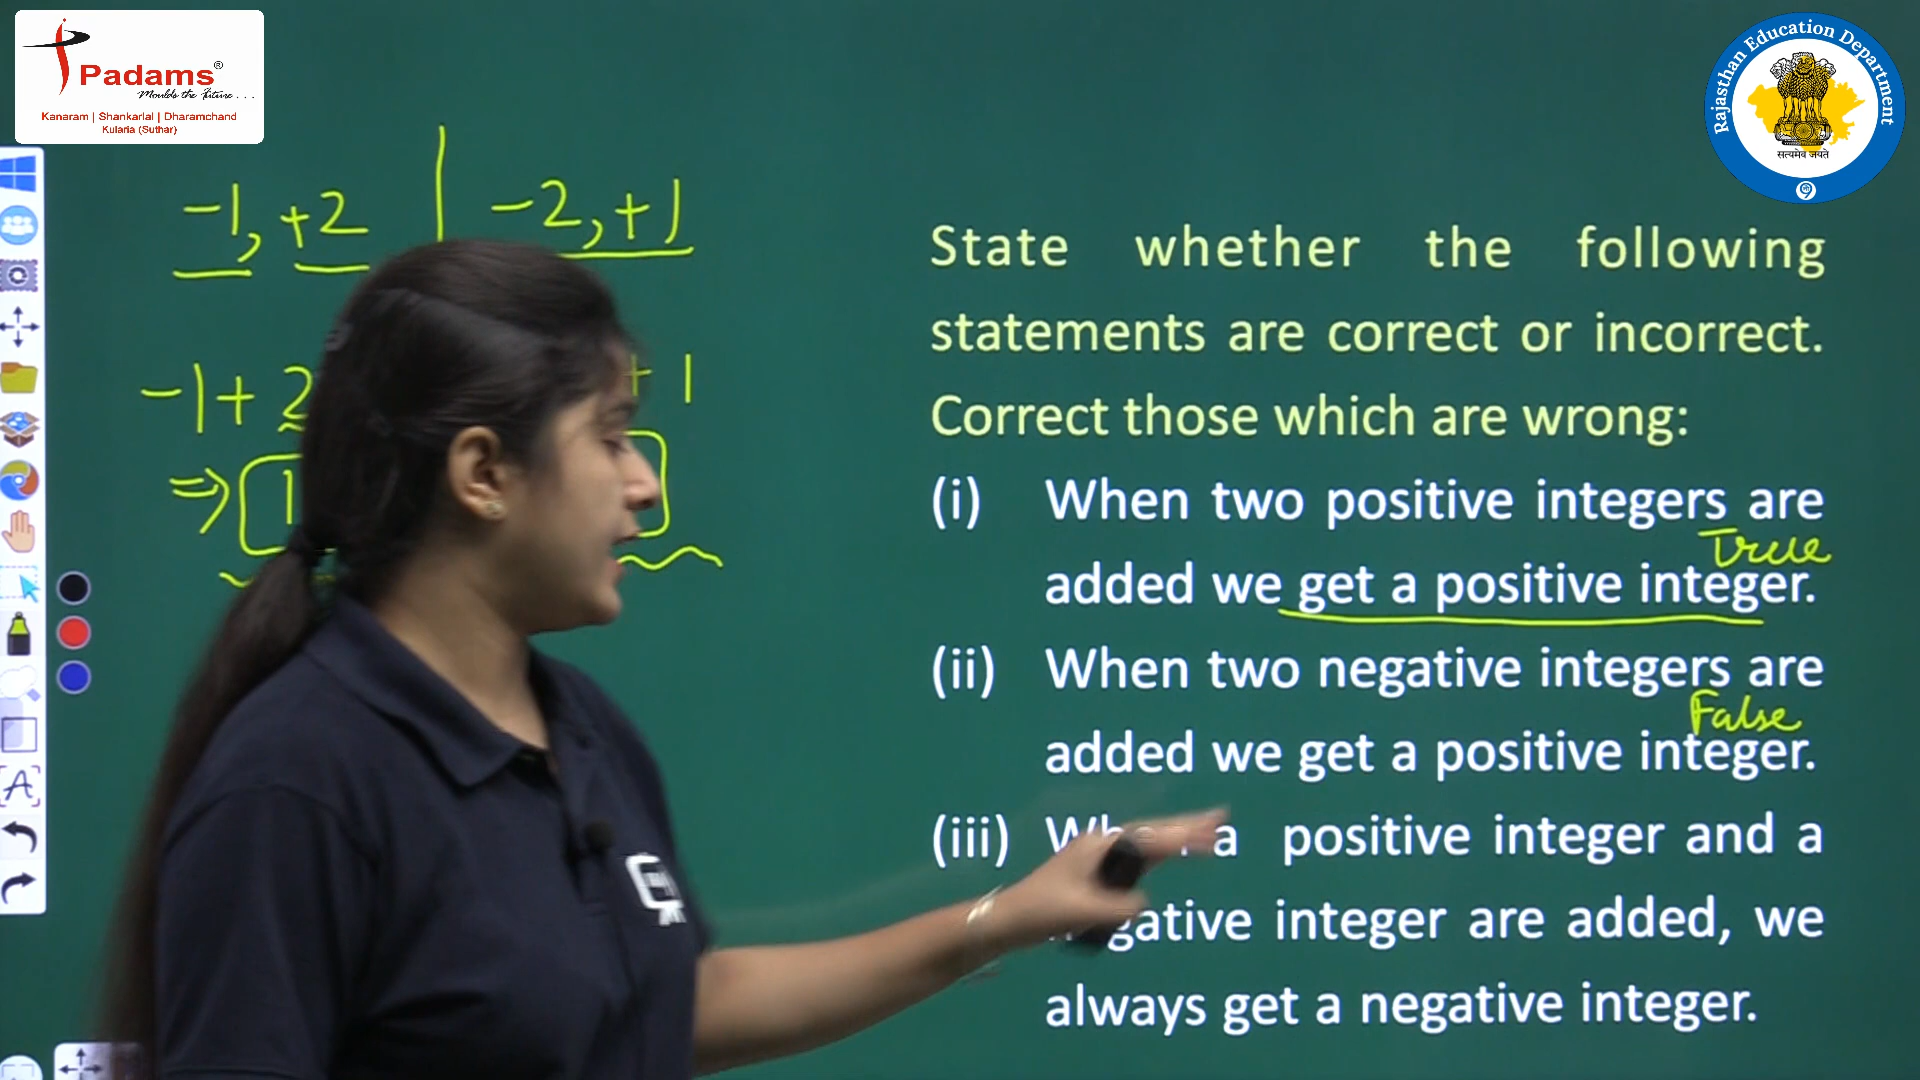 Padams®
Moulds the Future . . .
Kanaram | Shankarlal | Dharamchand
Kularia (Suthar)
Rajasthan Education Department
सत्यमेव जयते
-1, +2 | -2, +1
-1 + 2
+ 1
⇒ 1
State whether the following
statements are correct or incorrect.
Correct those which are wrong:
(i) When two positive integers are
True
added we get a positive integer.
(ii) When two negative integers are
False
added we get a positive integer.
(iii) a positive integer and a
integer are added, we
always get a negative integer.